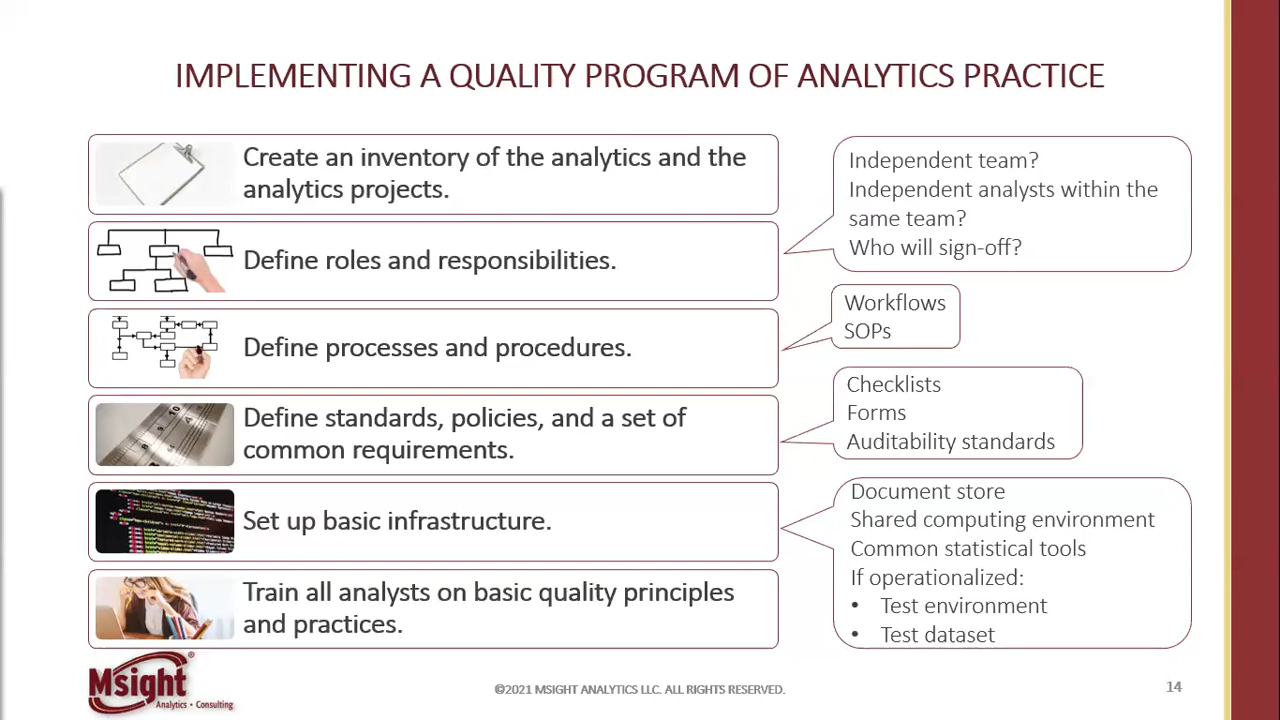 IMPLEMENTING A QUALITY PROGRAM OF ANALYTICS PRACTICE
Create an inventory of the analytics and the
analytics projects.
Define roles and responsibilities.
Independent team?
Independent analysts within the
same team?
Who will sign-off?
Define processes and procedures.
Workflows
SOPs
Define standards, policies, and a set of
common requirements.
Checklists
Forms
Auditability standards
Set up basic infrastructure.
Document store
Shared computing environment
Common statistical tools
If operationalized:
• Test environment
• Test dataset
Train all analysts on basic quality principles
and practices.
Msight®
Analytics • Consulting
©2021 MSIGHT ANALYTICS LLC. ALL RIGHTS RESERVED.
14